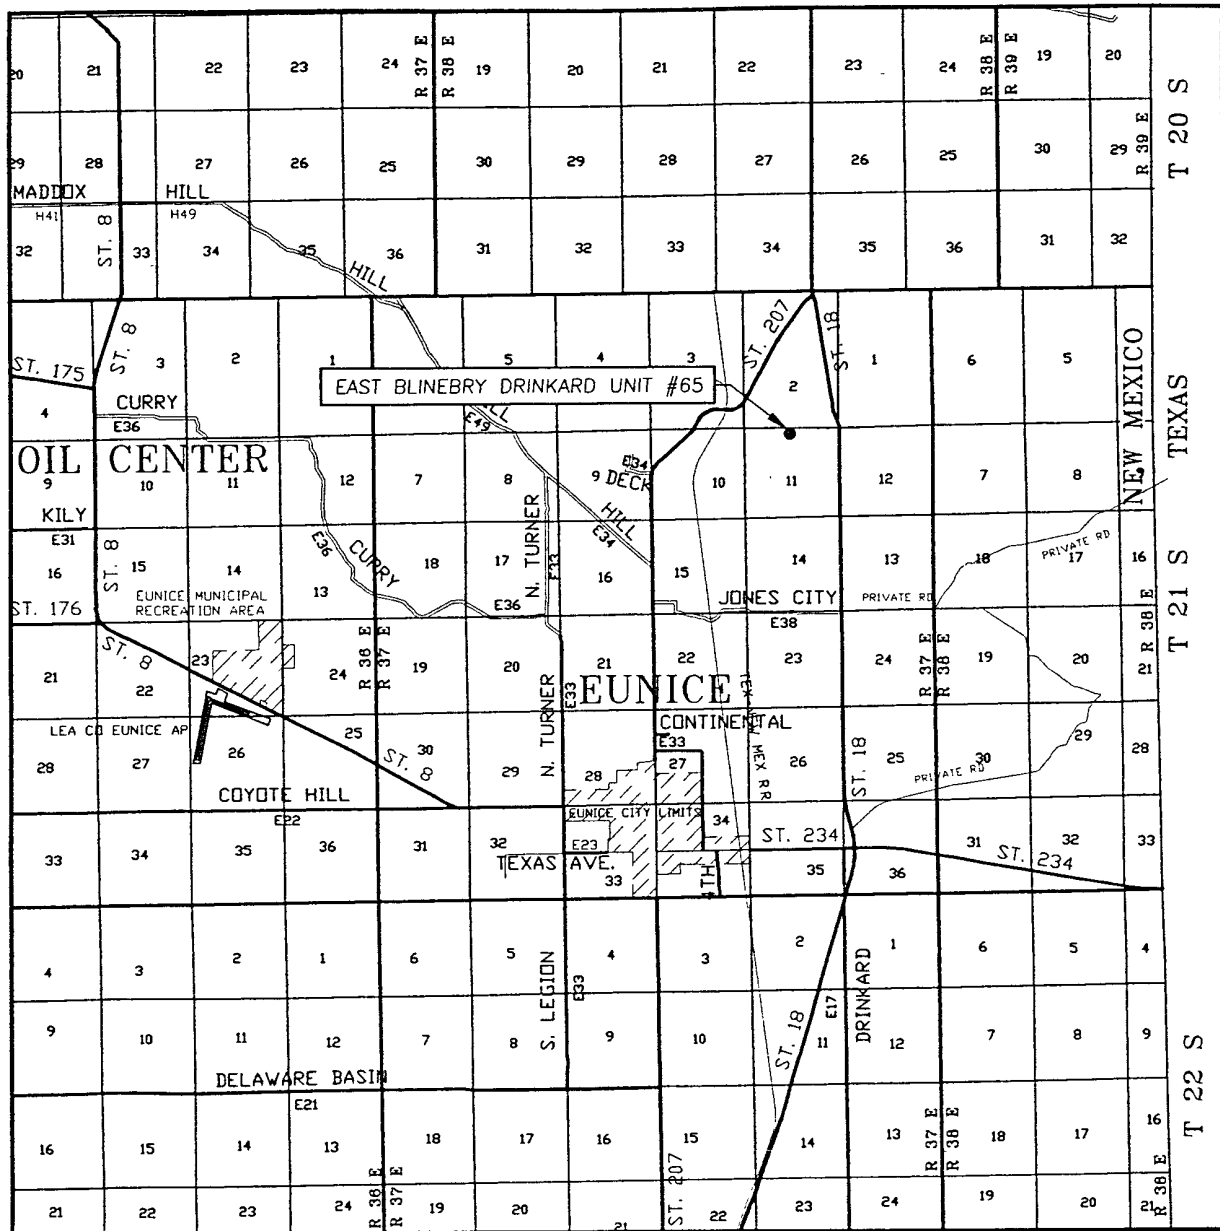 20 21 22 23 24 R 37 E R 38 E 19 20 21 22 23 24 R 38 E R 39 E 19 20
29 28 27 26 25 30 29 28 27 26 25 30 29 R 39 E
T 20 S
MADDOX HILL
H41 H49
32 ST. 8 33 34 35 36 31 32 33 34 35 36 31 32
HILL
ST. 175 ST. 8 3 2 1 5 4 3 ST. 207 2 ST. 18 1 6 5
EAST BLINEBRY DRINKARD UNIT #65
4 CURRY
E36 E49
NEW MEXICO
TEXAS
OIL CENTER
9 10 11 12 7 8 9 DECK E34 10 11 12 7 8 9
KILY
E31
N. TURNER HILL E34
16 ST. 8 15 14 13 E36 CURRY 18 17 E33 16 15 14 13 18 17 16
PRIVATE RD
T 21 S
EUNICE MUNICIPAL
RECREATION AREA
ST. 176
E36
JONES CITY PRIVATE RD
E38
R 38 E
21 ST. 8 22 23 24 R 36 E R 37 E 19 20 21 22 23 24 R 37 E R 38 E 19 20 21
EUNICE
N. TURNER E33
TEX NEW MEX RR
LEA CO EUNICE AP
CONTINENTAL
E33
28 27 26 25 30 ST. 8 29 28 27 26 ST. 18 25 30 29 28
PRIVATE RD
COYOTE HILL
E22
EUNICE CITY LIMITS
33 34 35 36 31 32 E23 33 34 ST. 234 35 36 31 32 33
ST. 234
TEXAS AVE.
4TH
4 3 2 1 6 5 4 3 2 1 6 5 4
S. LEGION E33
DRINKARD
E17
ST. 18
9 10 11 12 7 8 9 10 11 12 7 8 9
DELAWARE BASIN
E21
T 22 S
16 15 14 13 18 17 16 15 14 13 R 37 E R 38 E 18 17 16
21 22 23 24 R 36 E R 37 E 19 20 21 ST. 207 22 23 24 19 20 21 R 38 E